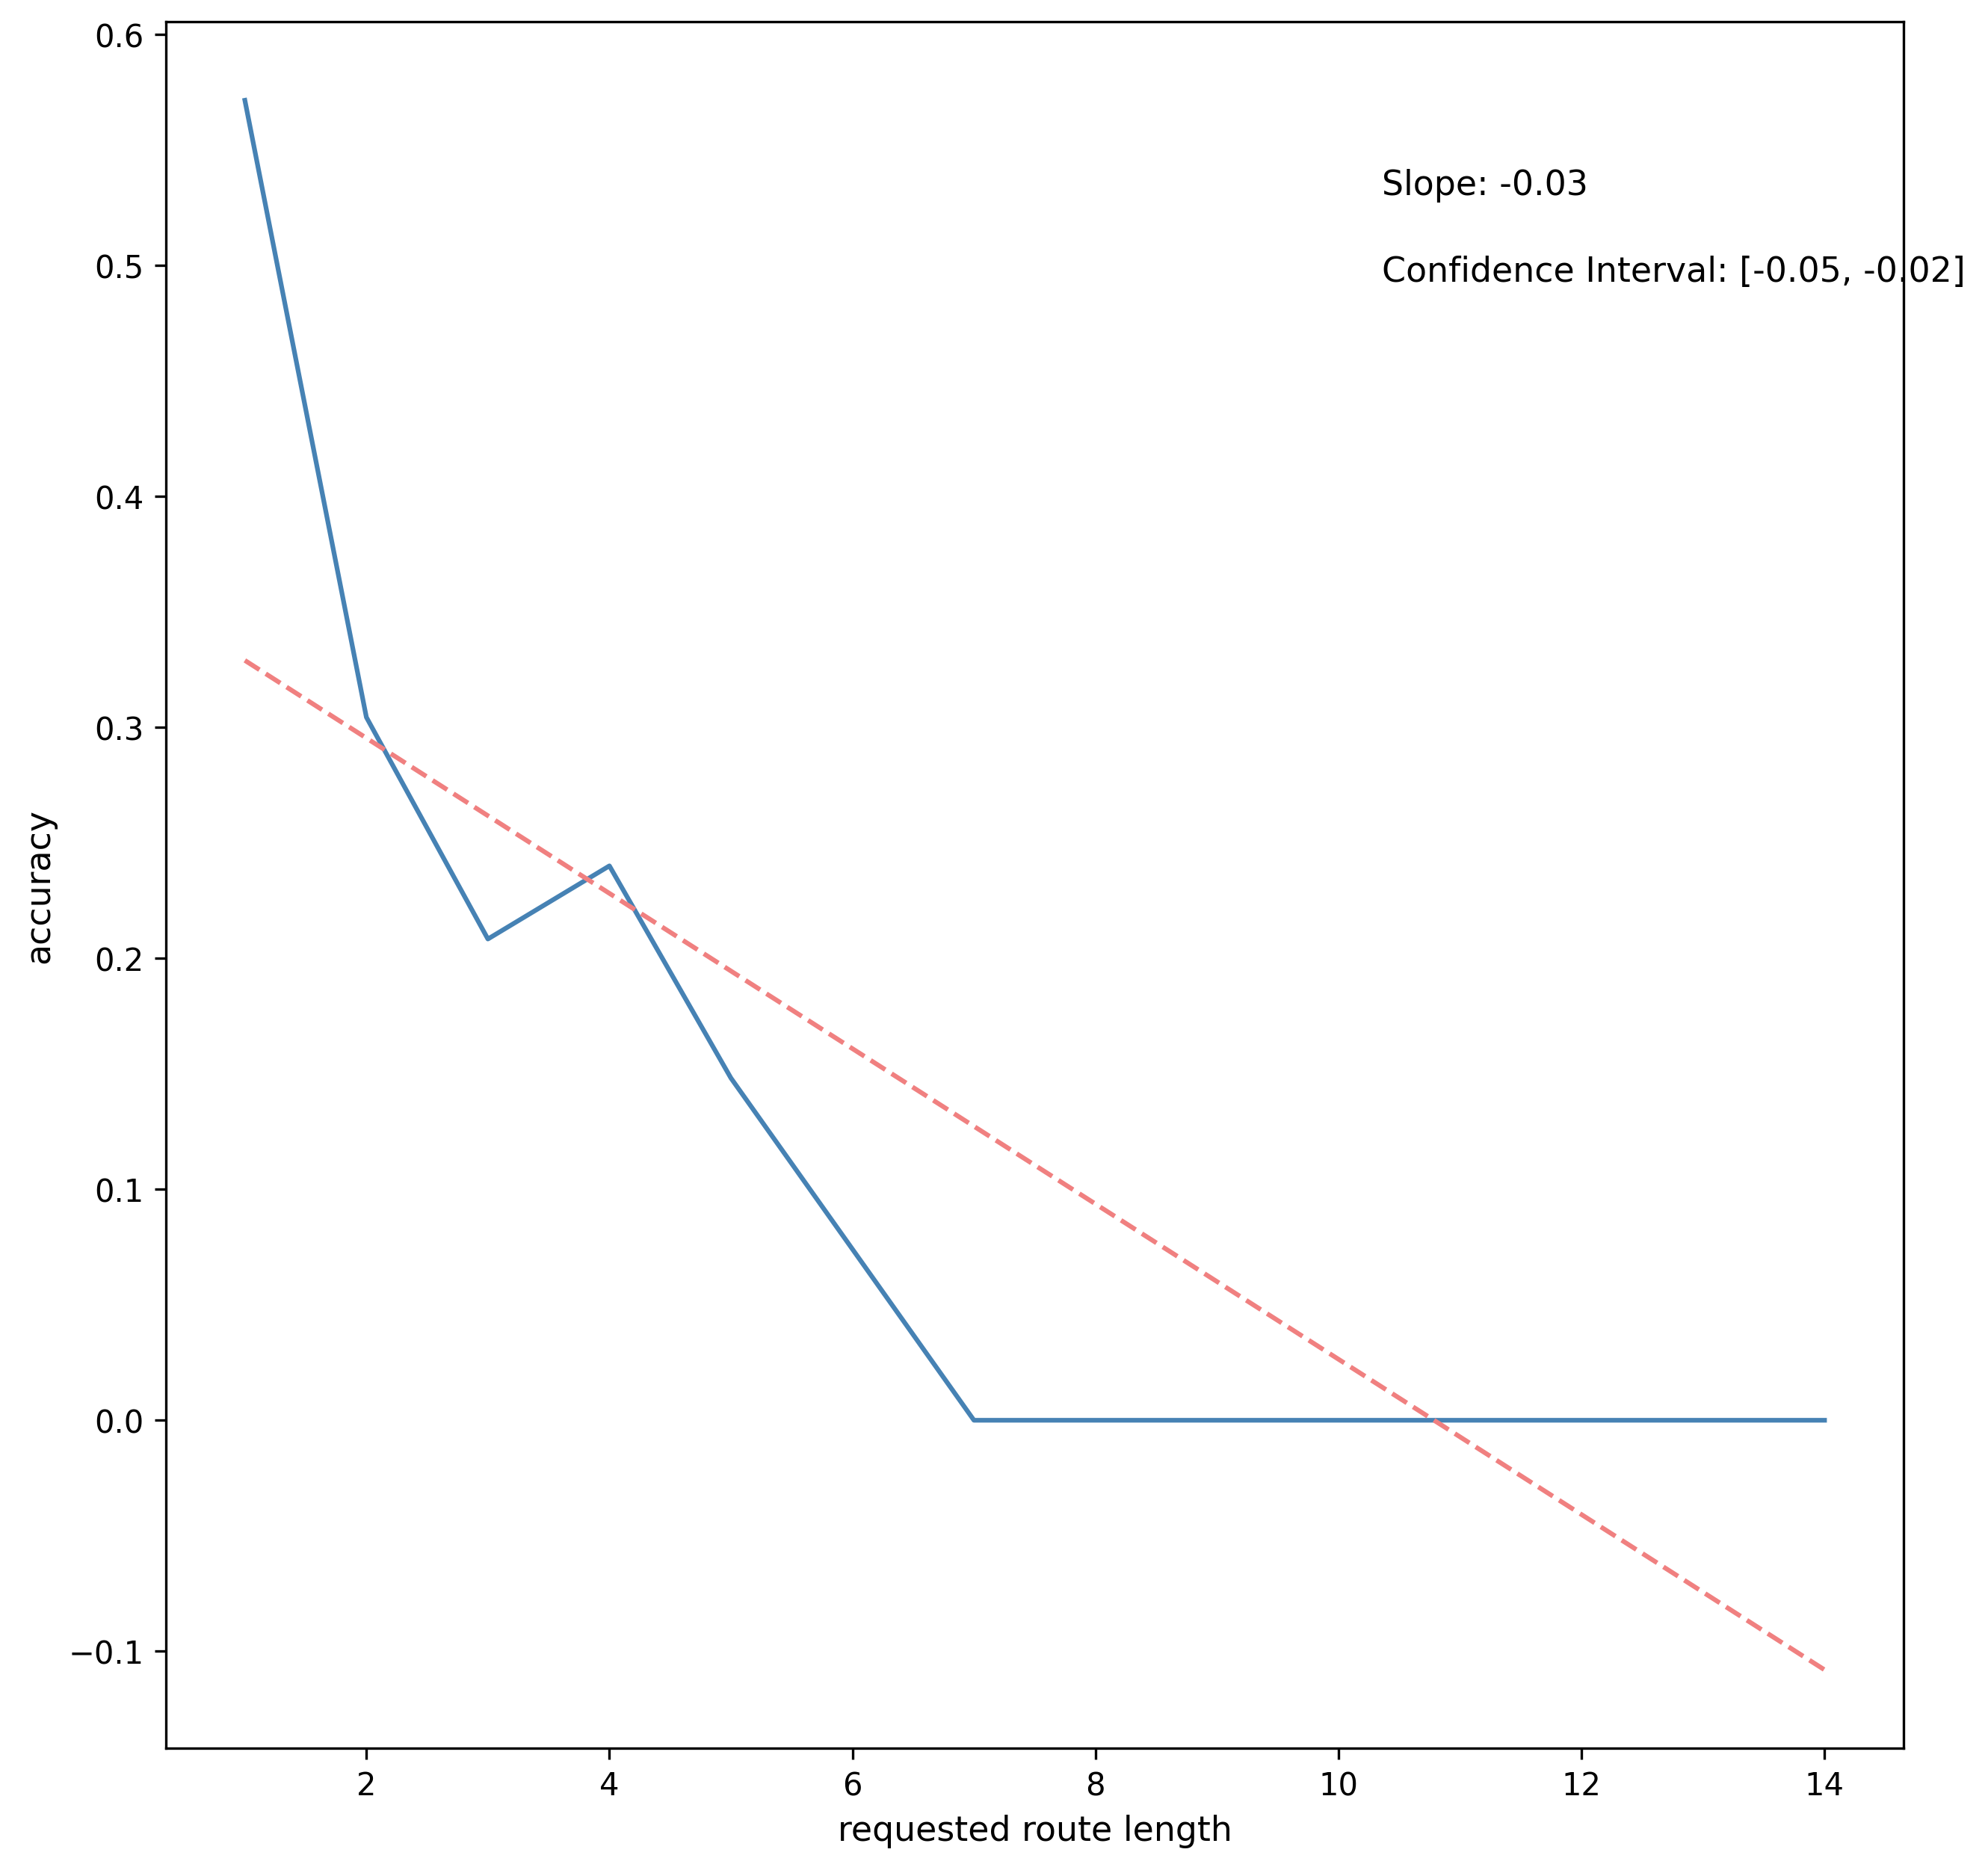 0.6
0.5
0.4
0.3
0.2
0.1
0.0
−0.1
accuracy
Slope: -0.03
Confidence Interval: [-0.05, -0.02]
2 4 6 8 10 12 14
requested route length